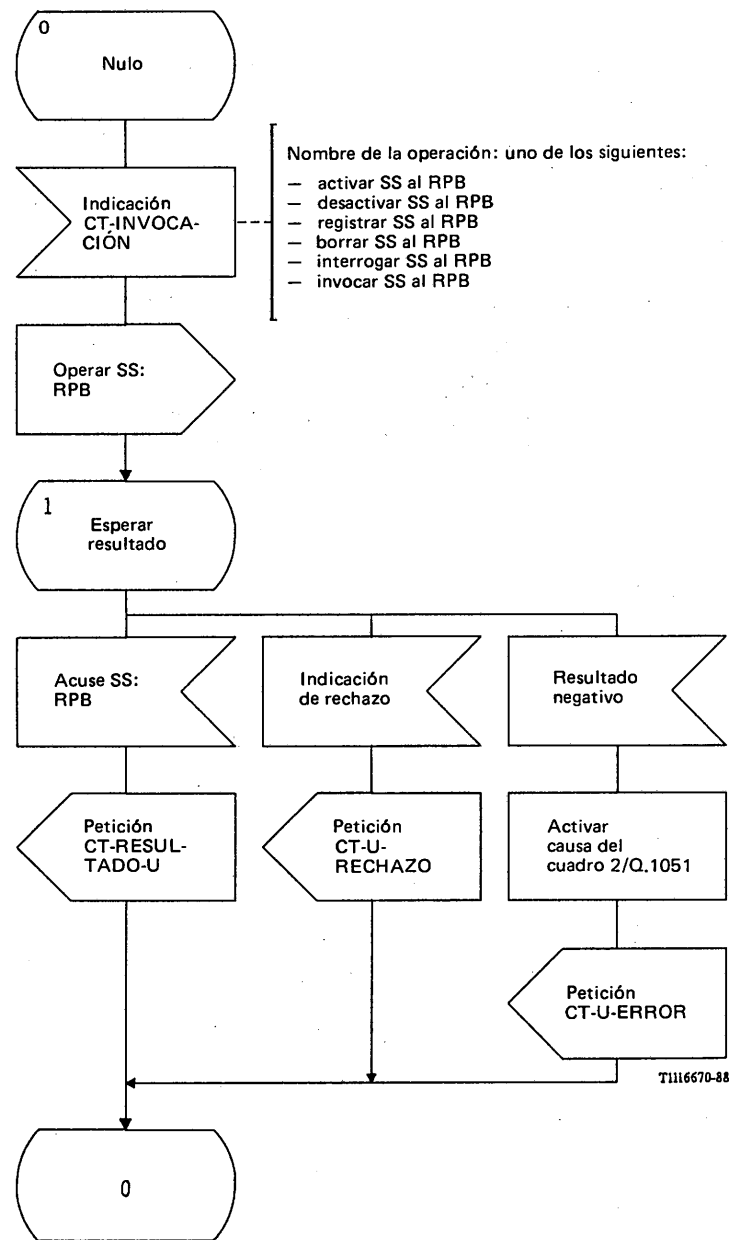 0
Nulo
Indicación
CT-INVOCA-
CIÓN
Nombre de la operación: uno de los siguientes:
— activar SS al RPB
— desactivar SS al RPB
— registrar SS al RPB
— borrar SS al RPB
— interrogar SS al RPB
— invocar SS al RPB
Operar SS:
RPB
1
Esperar
resultado
Acuse SS:
RPB
Indicación
de rechazo
Resultado
negativo
Petición
CT-RESUL-
TADO-U
Petición
CT-U-
RECHAZO
Activar
causa del
cuadro 2/Q.1051
Petición
CT-U-ERROR
T1116670-88
0